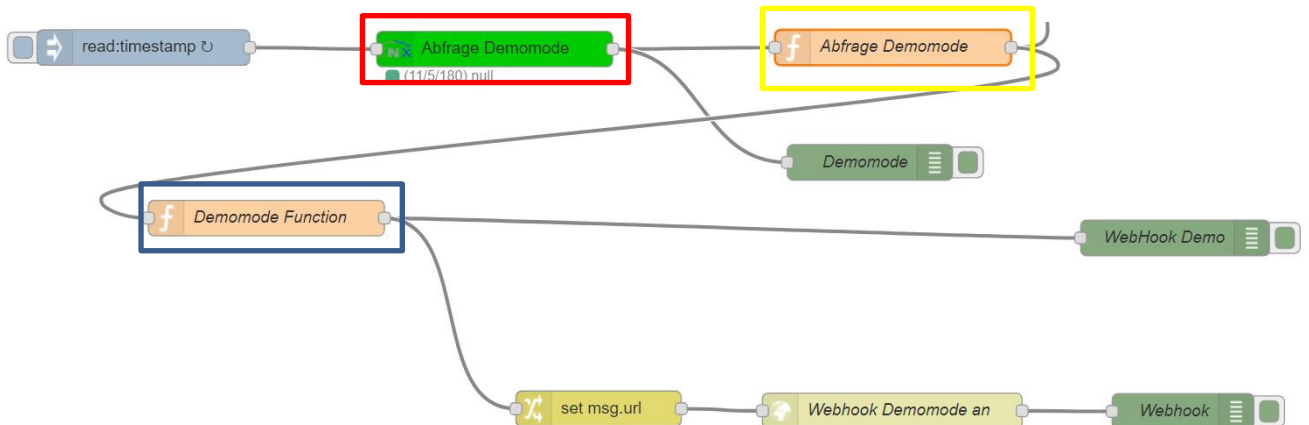 read:timestamp ↻
NX
Abfrage Demomode
f
Abfrage Demomode
(11/5/180) null
Demomode
f
Demomode Function
WebHook Demo
set msg.url
Webhook Demomode an
Webhook